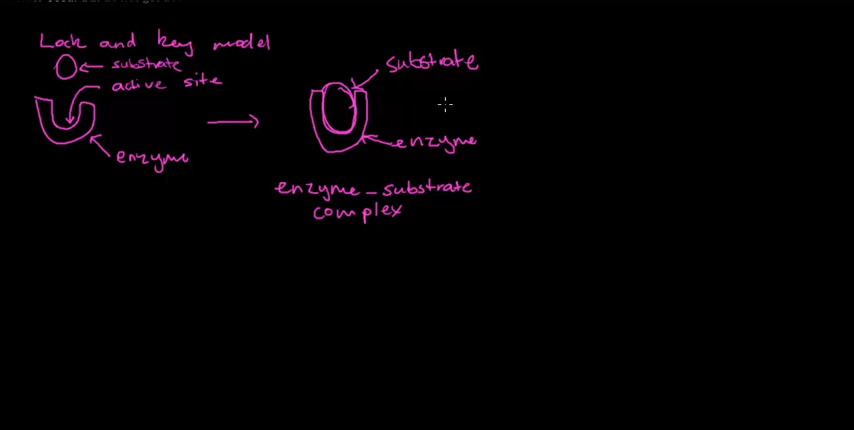 Lock and key model
substrate
active site
enzyme
substrate
enzyme
enzyme - substrate
complex